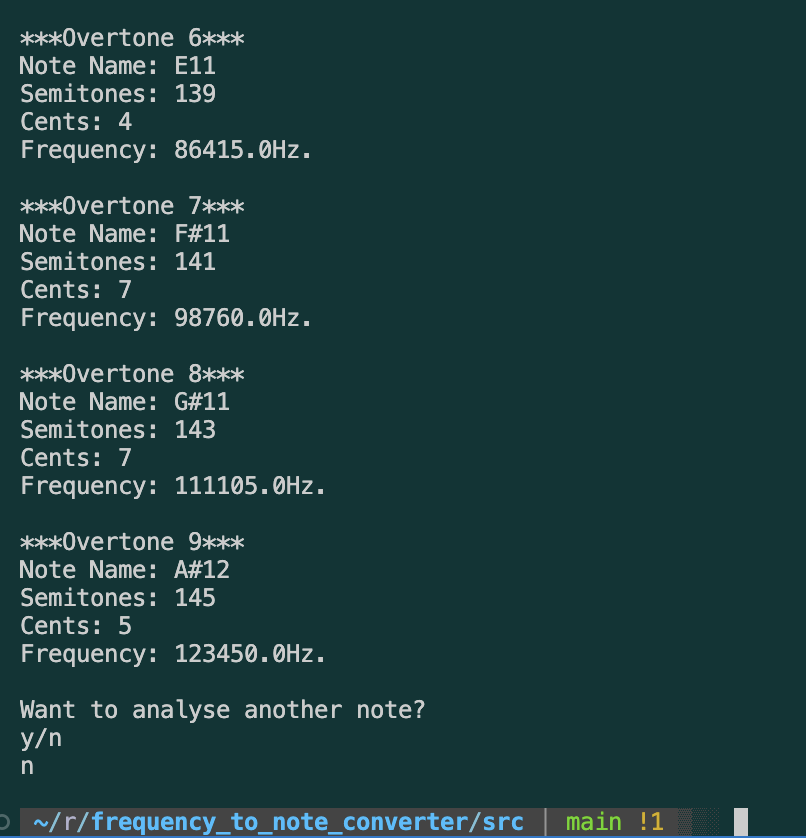 ***Overtone 6***
Note Name: E11
Semitones: 139
Cents: 4
Frequency: 86415.0Hz.
***Overtone 7***
Note Name: F#11
Semitones: 141
Cents: 7
Frequency: 98760.0Hz.
***Overtone 8***
Note Name: G#11
Semitones: 143
Cents: 7
Frequency: 111105.0Hz.
***Overtone 9***
Note Name: A#12
Semitones: 145
Cents: 5
Frequency: 123450.0Hz.
Want to analyse another note?
y/n
n
~/r/frequency_to_note_converter/src | main !1